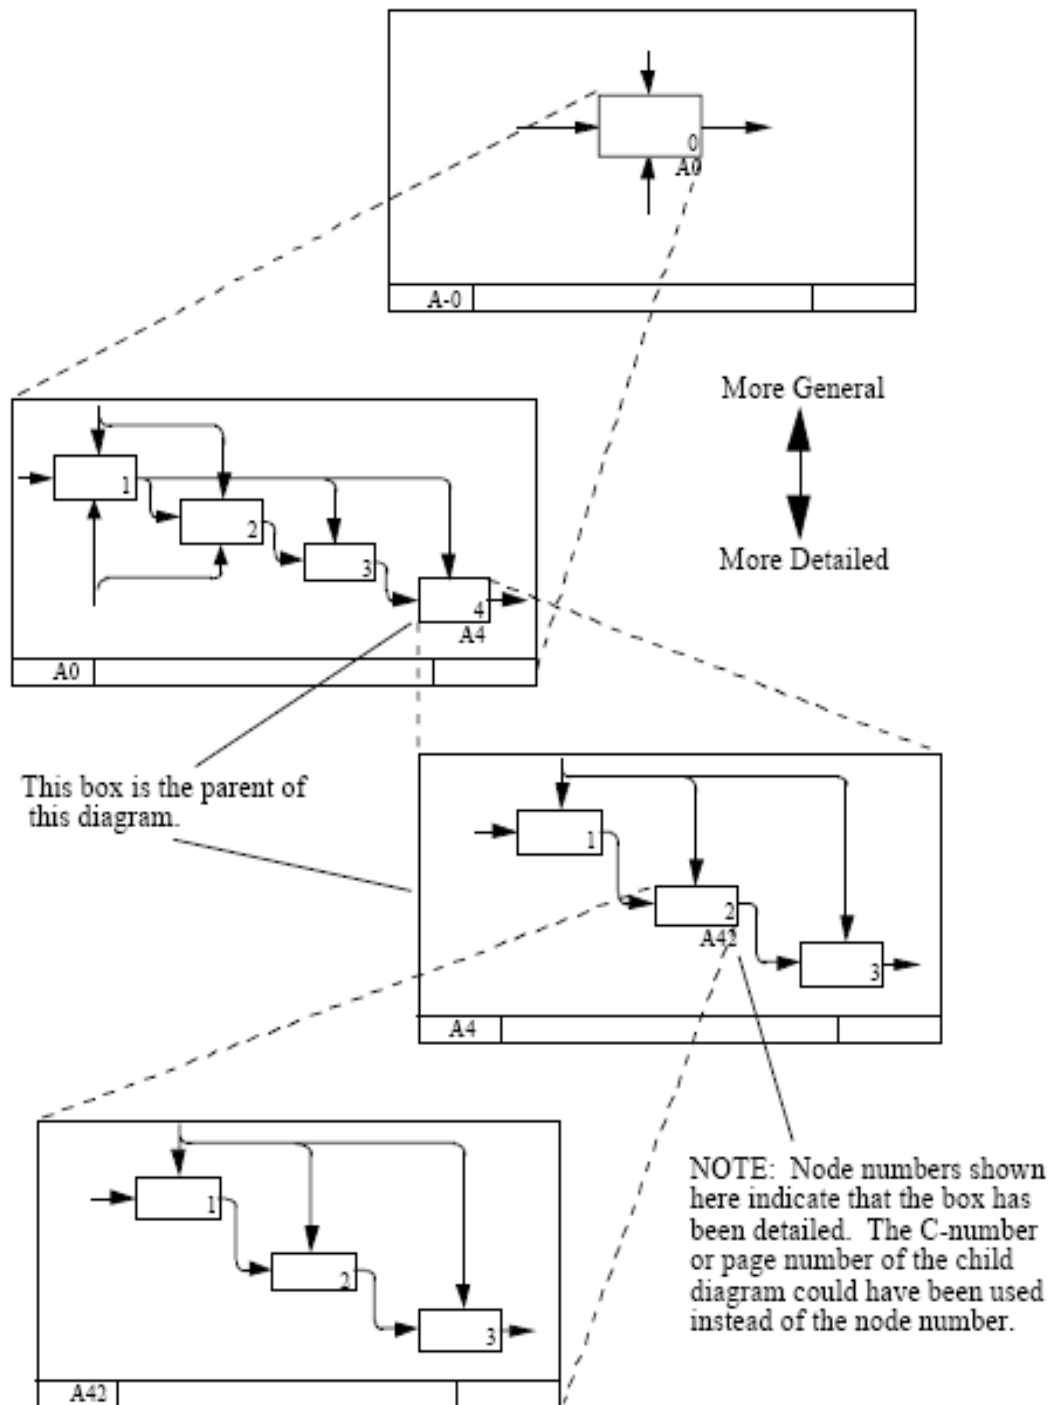 0
A0
A-0
More General
More Detailed
1
2
3
4
A4
A0
This box is the parent of
this diagram.
1
2
A42
3
A4
NOTE:  Node numbers shown
here indicate that the box has
been detailed.  The C-number
or page number of the child
diagram could have been used
instead of the node number.
1
2
3
A42